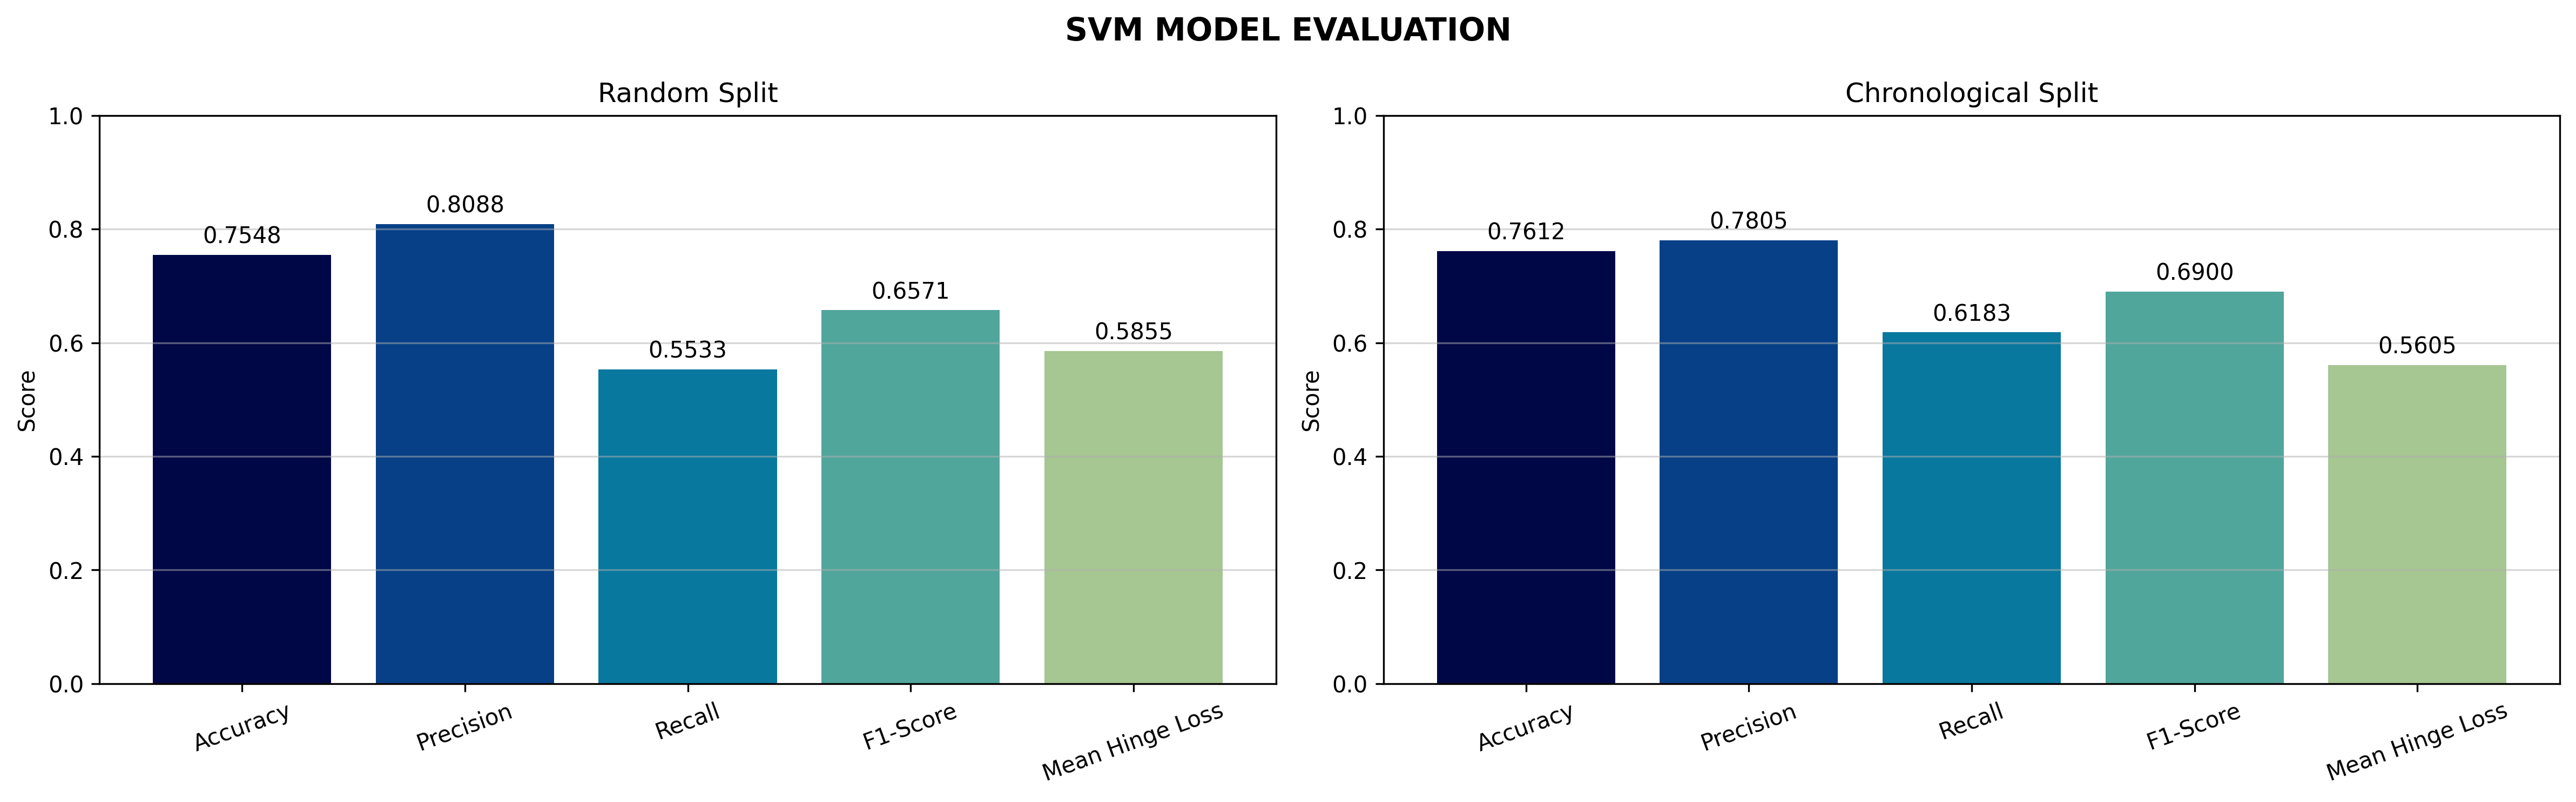 SVM MODEL EVALUATION
Random Split
1.0
0.8
0.6
0.4
0.2
0.0
Score
0.7548
0.8088
0.5533
0.6571
0.5855
Accuracy
Precision
Recall
F1-Score
Mean Hinge Loss
Chronological Split
1.0
0.8
0.6
0.4
0.2
0.0
Score
0.7612
0.7805
0.6183
0.6900
0.5605
Accuracy
Precision
Recall
F1-Score
Mean Hinge Loss